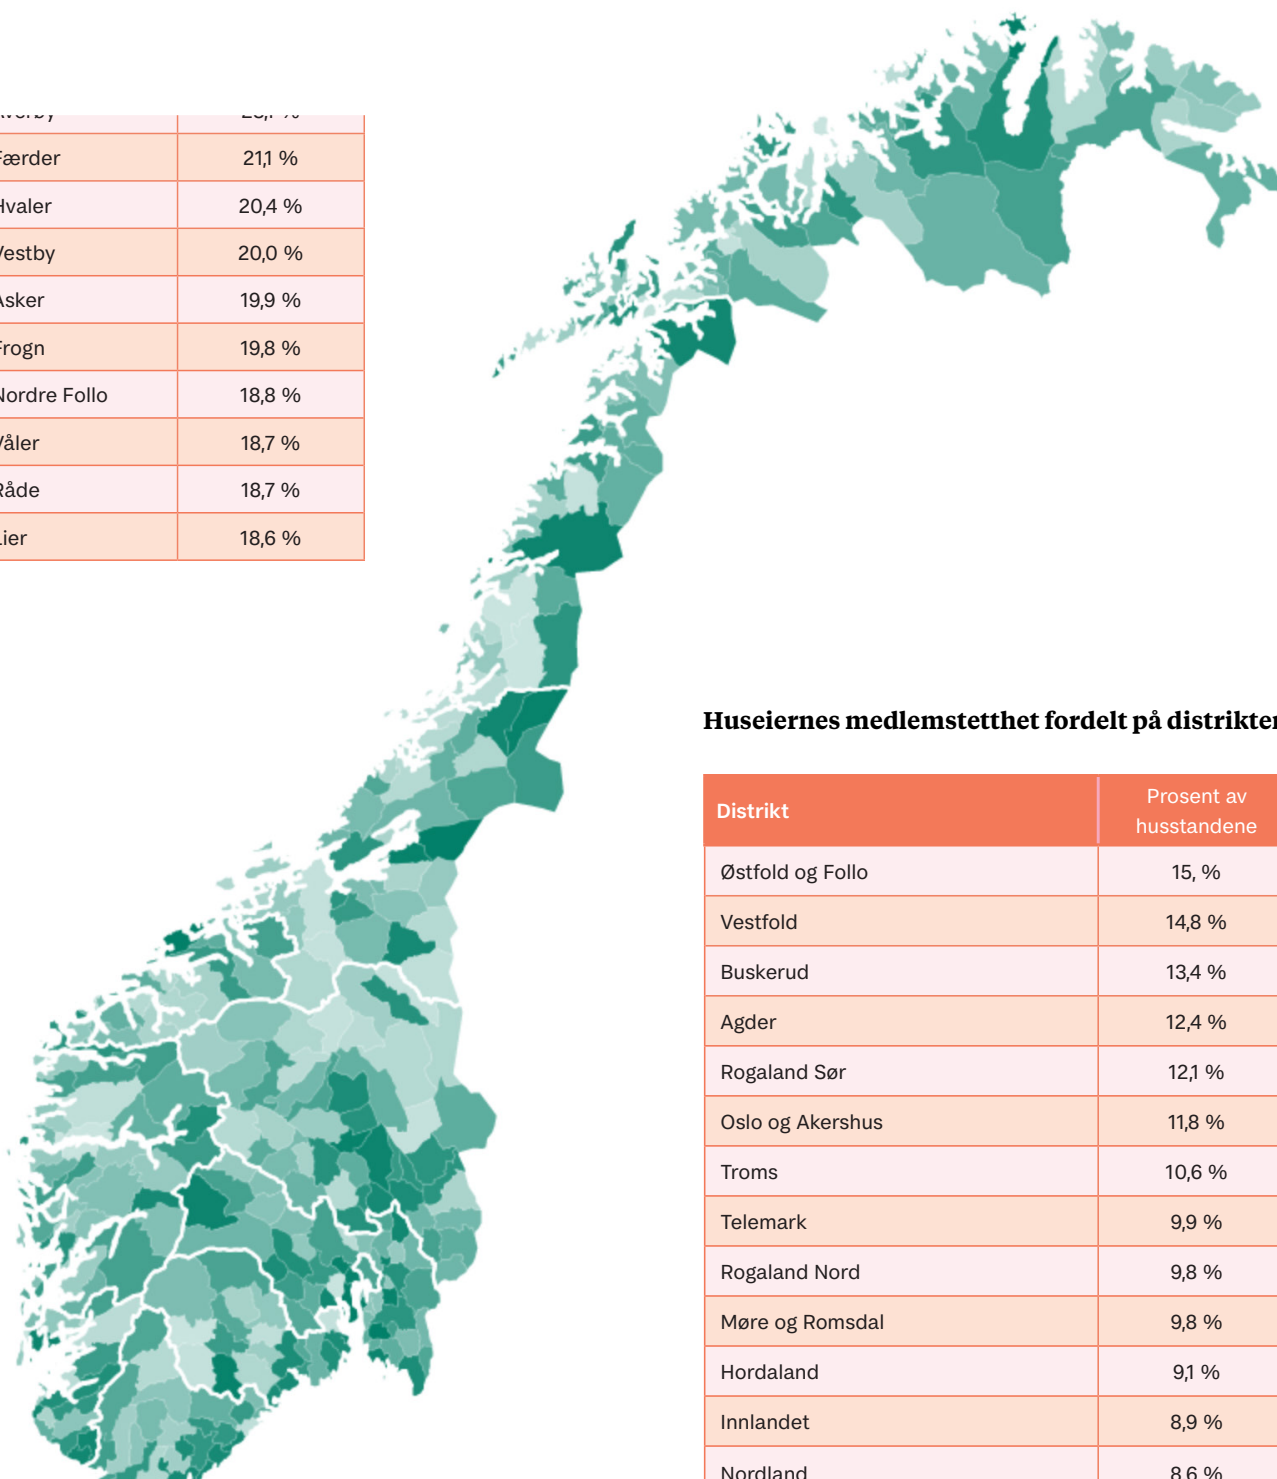 Færder 21,1 %
Hvaler 20,4 %
Vestby 20,0 %
Asker 19,9 %
Frogn 19,8 %
Nordre Follo 18,8 %
Våler 18,7 %
Råde 18,7 %
Lier 18,6 %
Huseiernes medlemstetthet fordelt på distrikter
Distrikt Prosent av
husstandene
Østfold og Follo 15, %
Vestfold 14,8 %
Buskerud 13,4 %
Agder 12,4 %
Rogaland Sør 12,1 %
Oslo og Akershus 11,8 %
Troms 10,6 %
Telemark 9,9 %
Rogaland Nord 9,8 %
Møre og Romsdal 9,8 %
Hordaland 9,1 %
Innlandet 8,9 %
Nordland 8,6 %